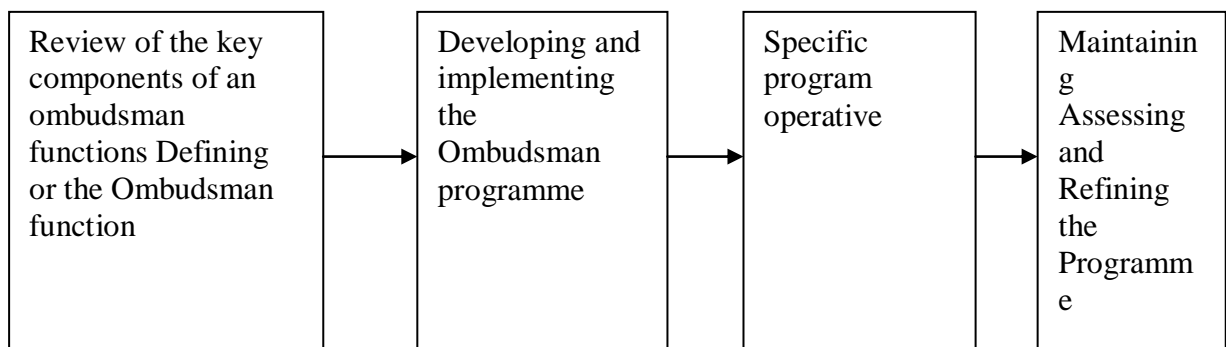 Review of the key
components of an
ombudsman
functions Defining
or the Ombudsman
function
Developing and
implementing
the
Ombudsman
programme
Specific
program
operative
Maintainin
g
Assessing
and
Refining
the
Programm
e